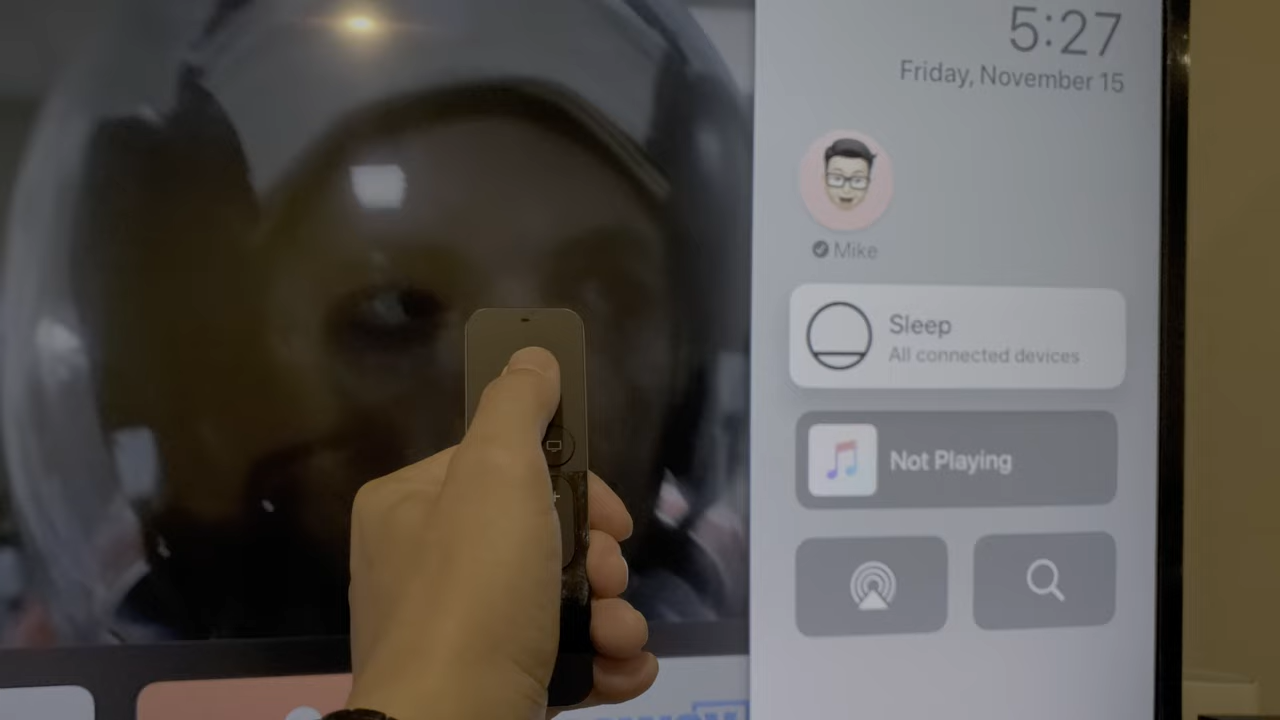 5:27
Friday, November 15
Mike
Sleep
All connected devices
Not Playing